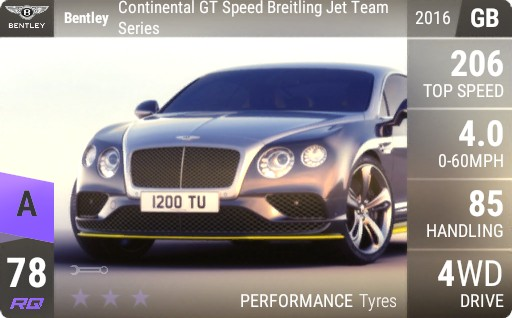 BENTLEY
Bentley
Continental GT Speed Breitling Jet Team
Series
2016 GB
206
TOP SPEED
4.0
0-60MPH
85
HANDLING
4WD
DRIVE
A
78
RQ
1200 TU
PERFORMANCE Tyres